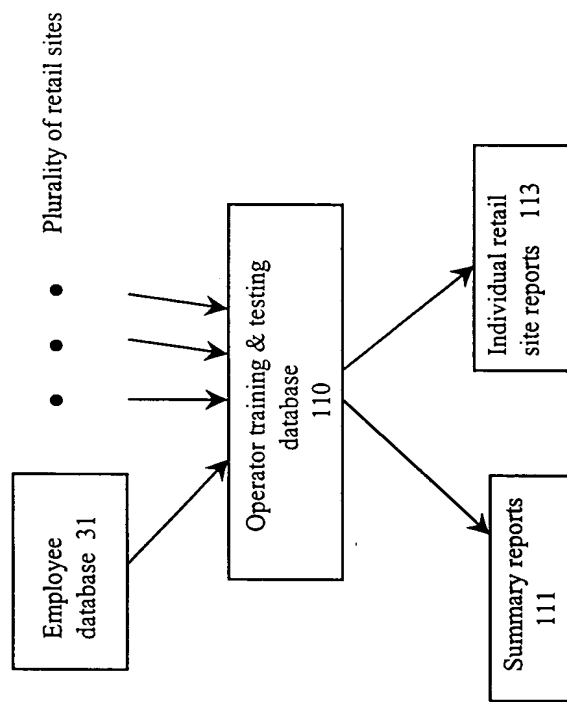 Plurality of retail sites
Employee
database 31
Operator training & testing
database
110
Summary reports
111
Individual retail
site reports 113